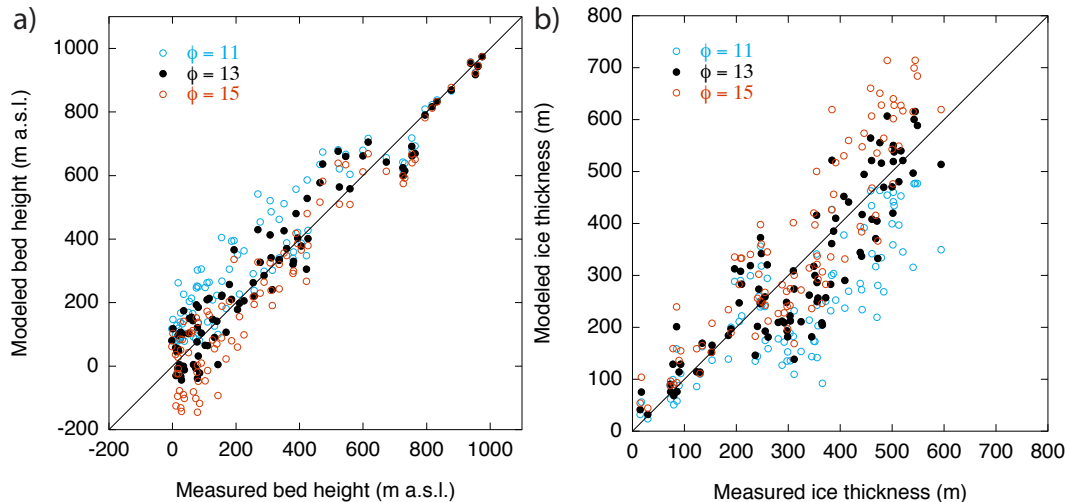 a)
Modeled bed height (m a.s.l.)
1000
800
600
400
200
0
-200
ϕ = 11
ϕ = 13
ϕ = 15
-200 0 200 400 600 800 1000
Measured bed height (m a.s.l.)
b)
Modeled ice thickness (m)
800
700
600
500
400
300
200
100
0
ϕ = 11
ϕ = 13
ϕ = 15
0 100 200 300 400 500 600 700 800
Measured ice thickness (m)